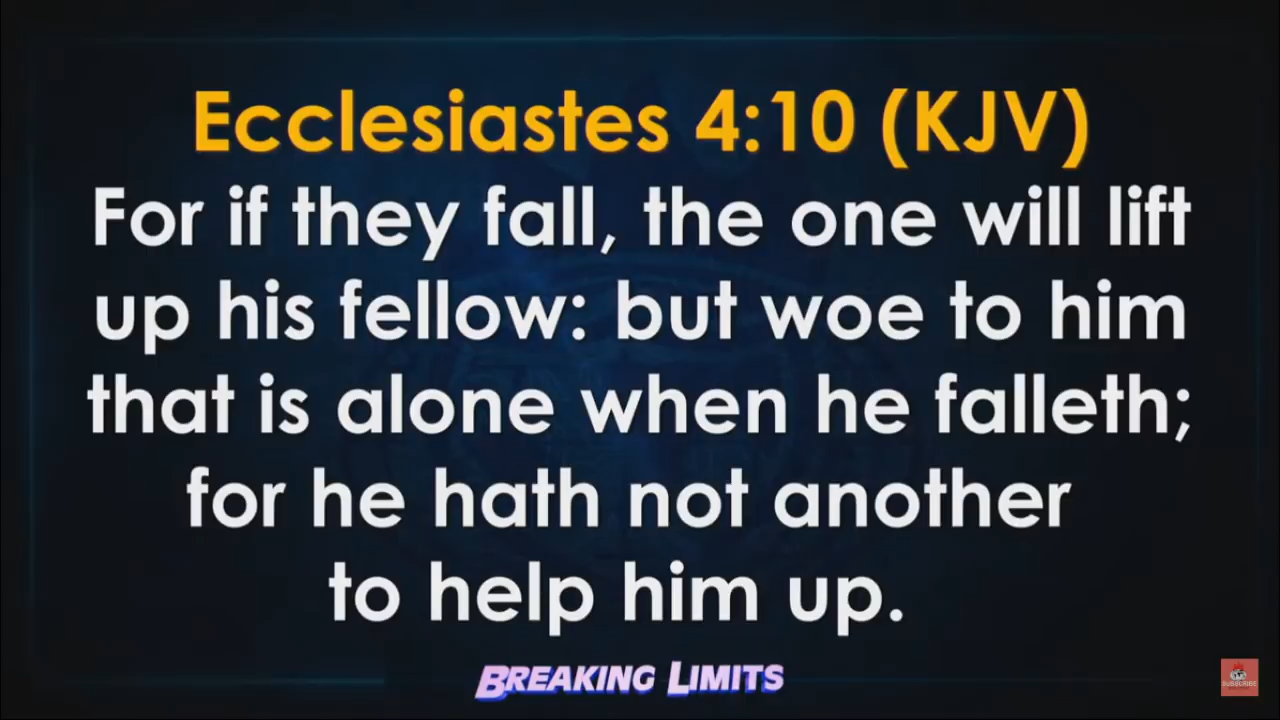 Ecclesiastes 4:10 (KJV)
For if they fall, the one will lift
up his fellow: but woe to him
that is alone when he falleth;
for he hath not another
to help him up.
BREAKING LIMITS
SUBSCRIBE